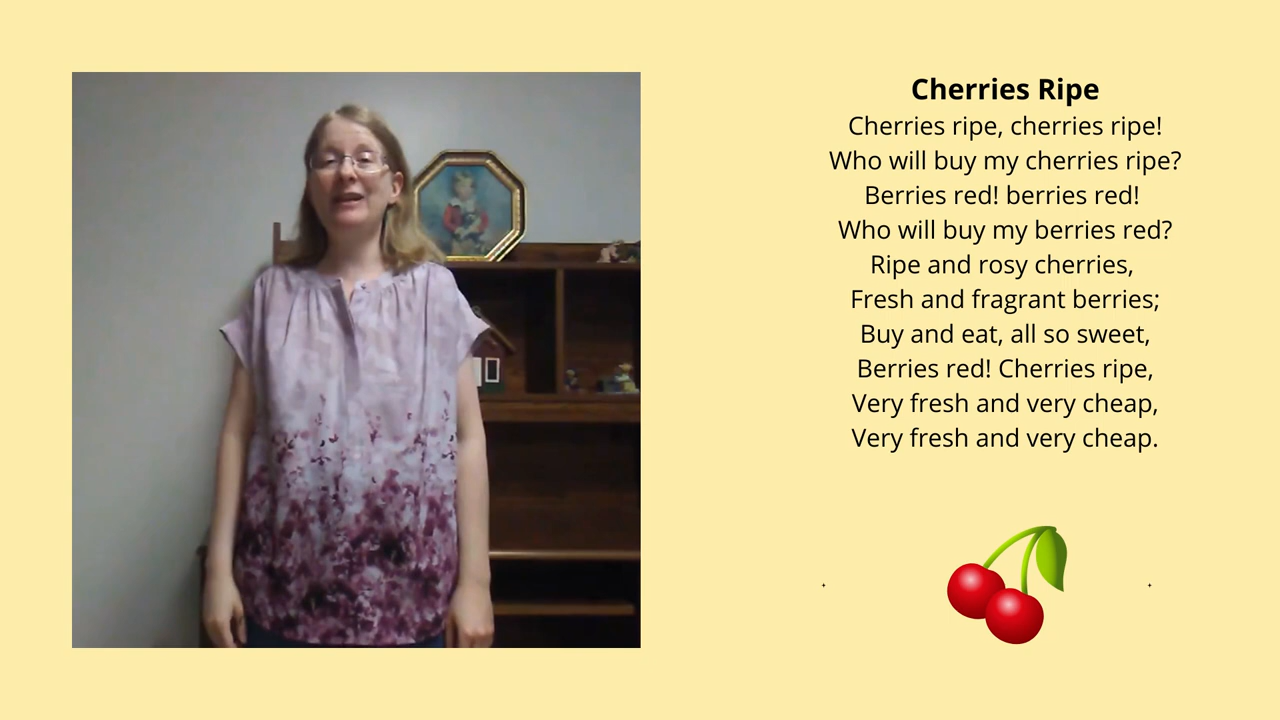 Cherries Ripe
Cherries ripe, cherries ripe!
Who will buy my cherries ripe?
Berries red! berries red!
Who will buy my berries red?
Ripe and rosy cherries,
Fresh and fragrant berries;
Buy and eat, all so sweet,
Berries red! Cherries ripe,
Very fresh and very cheap,
Very fresh and very cheap.